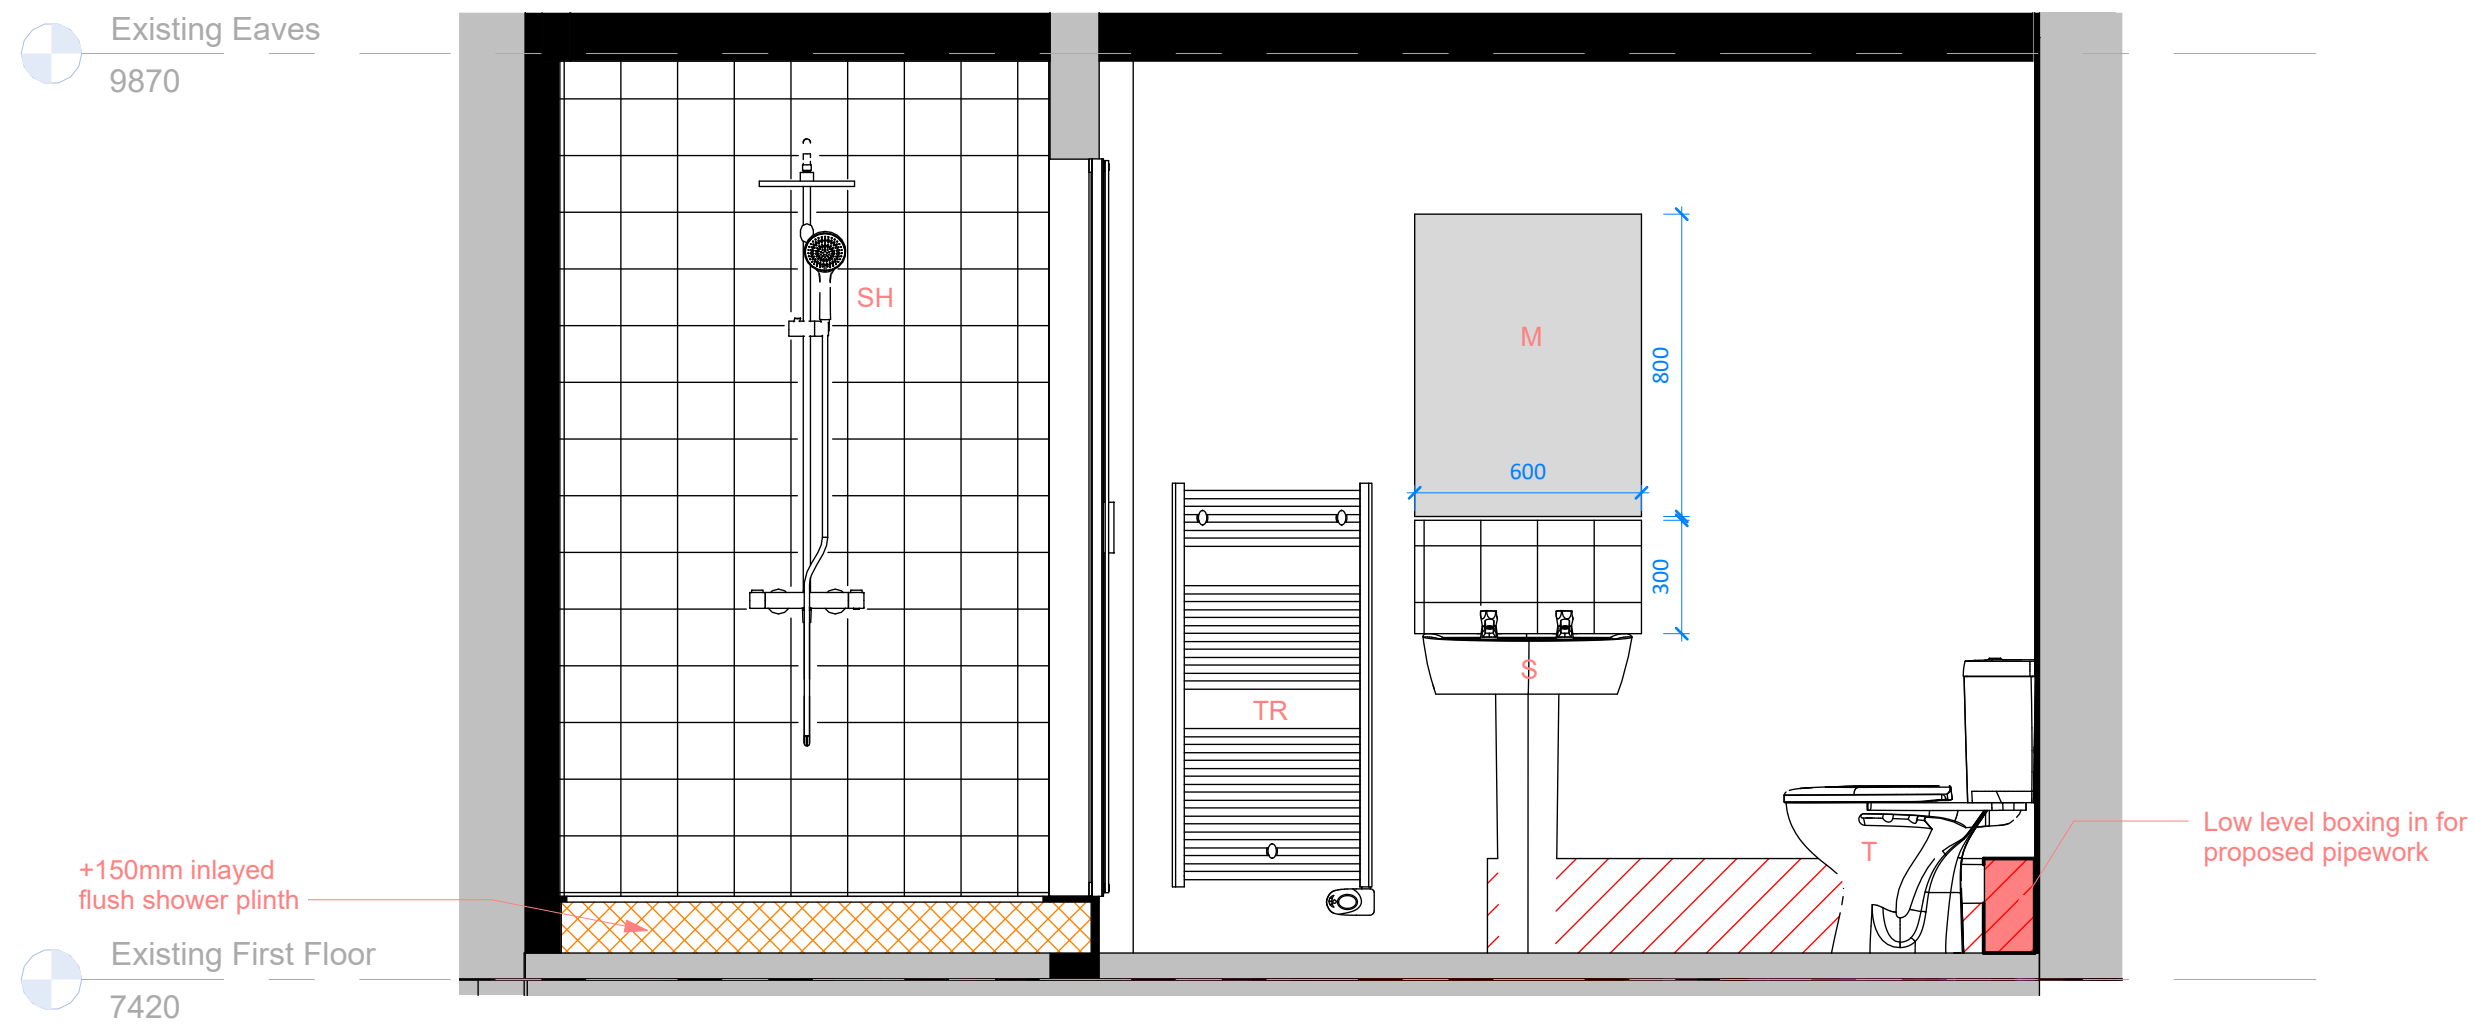 Existing Eaves
9870
SH
M
800
600
300
S
TR
T
Low level boxing in for
proposed pipework
+150mm inlayed
flush shower plinth
Existing First Floor
7420